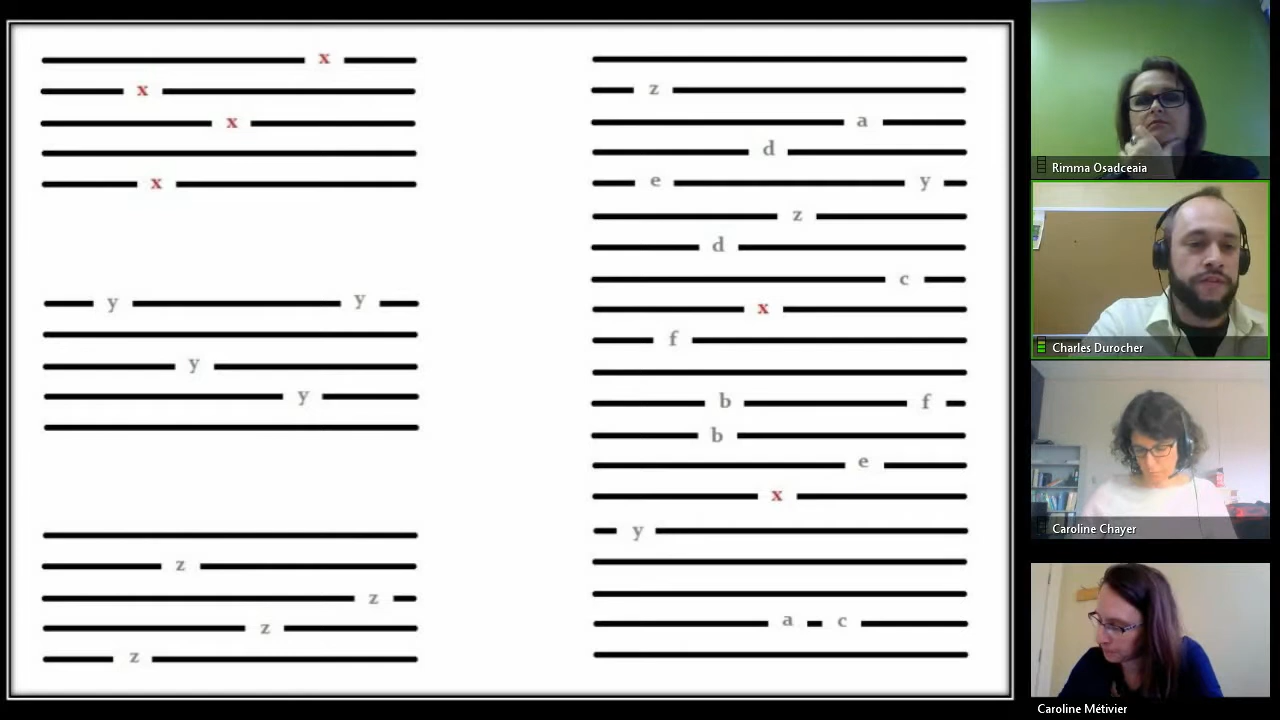 x
x
x
x
y y
y
y
z
z
z
z
z
a
d
e y
z
d
c
x
f
b f
b
e
x
y
a c
Rimma Osadceaia
Charles Durocher
Caroline Chayer
Caroline Métivier